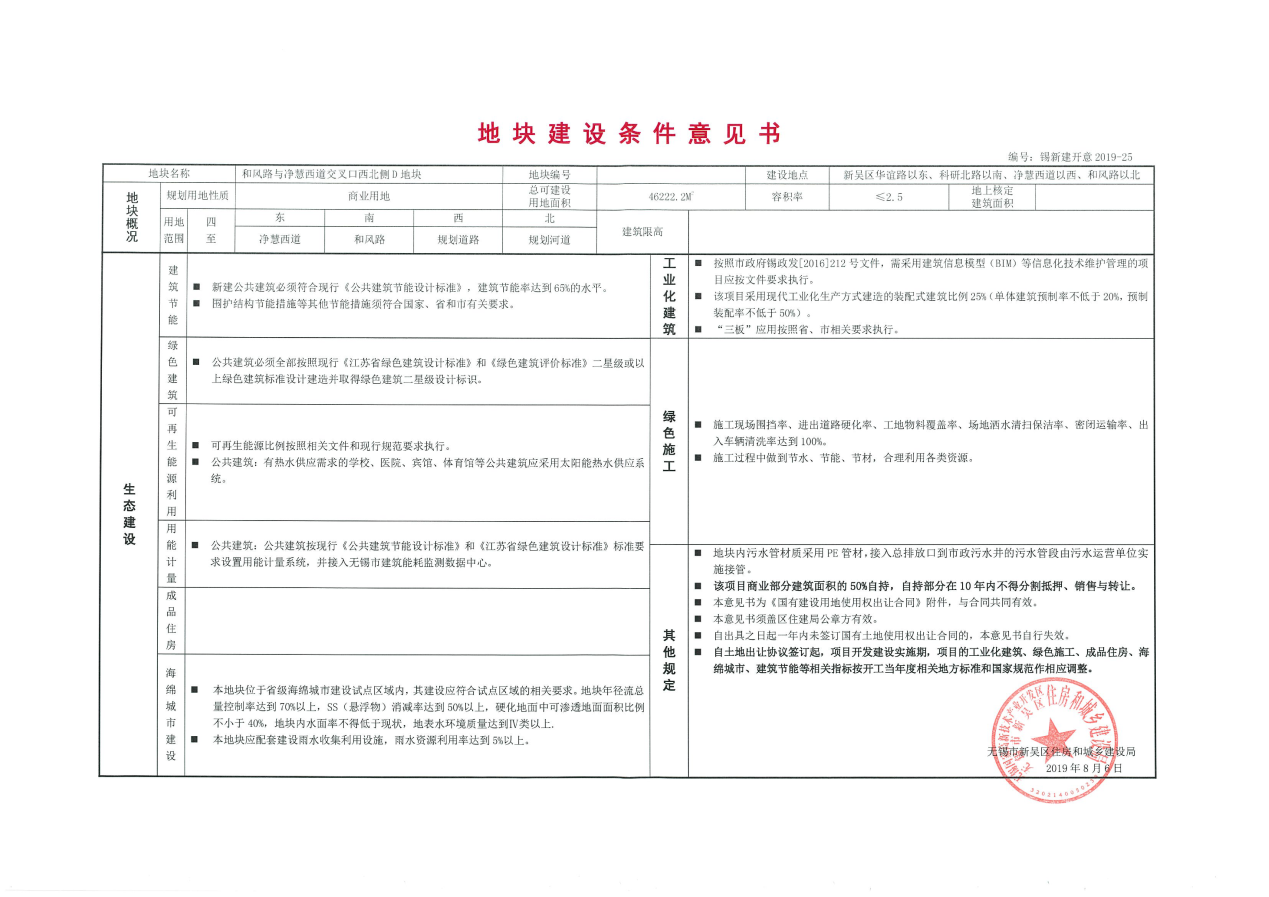 地块建设条件意见书
编号：锡新建开意 2019-25
地块名称 和风路与净慧西道交叉口西北侧D地块 地块编号 建设地点 新吴区华谊路以东、科研北路以南、净慧西道以西、和风路以北
地块概况
规划用地性质 商业用地 总可建设用地面积 46222.2M² 容积率 ≤2.5 地上核定建筑面积
用地范围 四至 东 南 西 北 建筑限高
净慧西道 和风路 规划道路 规划河道
生态建设
建筑节能
■ 新建公共建筑必须符合现行《公共建筑节能设计标准》，建筑节能率达到65%的水平。
■ 围护结构节能措施等其他节能措施须符合国家、省和市有关要求。
绿色建筑
■ 公共建筑必须全部按照现行《江苏省绿色建筑设计标准》和《绿色建筑评价标准》二星级或以
上绿色建筑标准设计建造并取得绿色建筑二星级设计标识。
可再生能源利用
■ 可再生能源比例按照相关文件和现行规范要求执行。
■ 公共建筑：有热水供应需求的学校、医院、宾馆、体育馆等公共建筑应采用太阳能热水供应系
统。
用能计量
■ 公共建筑：公共建筑按现行《公共建筑节能设计标准》和《江苏省绿色建筑设计标准》标准要
求设置用能计量系统，并接入无锡市建筑能耗监测数据中心。
成品住房
海绵城市建设
■ 本地块位于省级海绵城市建设试点区域内，其建设应符合试点区域的相关要求。地块年径流总
量控制率达到70%以上，SS（悬浮物）消减率达到50%以上，硬化地面中可渗透地面面积比例
不小于40%，地块内水面率不得低于现状，地表水环境质量达到Ⅳ类以上.
■ 本地块应配套建设雨水收集利用设施，雨水资源利用率达到5%以上。
工业化建筑
■ 按照市政府锡政发[2016]212号文件，需采用建筑信息模型（BIM）等信息化技术维护管理的项
目应按文件要求执行。
■ 该项目采用现代工业化生产方式建造的装配式建筑比例25%（单体建筑预制率不低于20%，预制
装配率不低于50%）。
■ “三板”应用按照省、市相关要求执行。
绿色施工
■ 施工现场围挡率、进出道路硬化率、工地物料覆盖率、场地洒水清扫保洁率、密闭运输率、出
入车辆清洗率达到100%。
■ 施工过程中做到节水、节能、节材，合理利用各类资源。
其他规定
■ 地块内污水管材质采用PE管材，接入总排放口到市政污水井的污水管段由污水运营单位实
施接管。
■ 该项目商业部分建筑面积的50%自持，自持部分在10年内不得分割抵押、销售与转让。
■ 本意见书为《国有建设用地使用权出让合同》附件，与合同共同有效。
■ 本意见书须盖区住建局公章方有效。
■ 自出具之日起一年内未签订国有土地使用权出让合同的，本意见书自行失效。
■ 自土地出让协议签订起，项目开发建设实施期，项目的工业化建筑、绿色施工、成品住房、海
绵城市、建筑节能等相关指标按开工当年度相关地方标准和国家规范作相应调整。
无锡市新吴区住房和城乡建设局
2019年8月6日